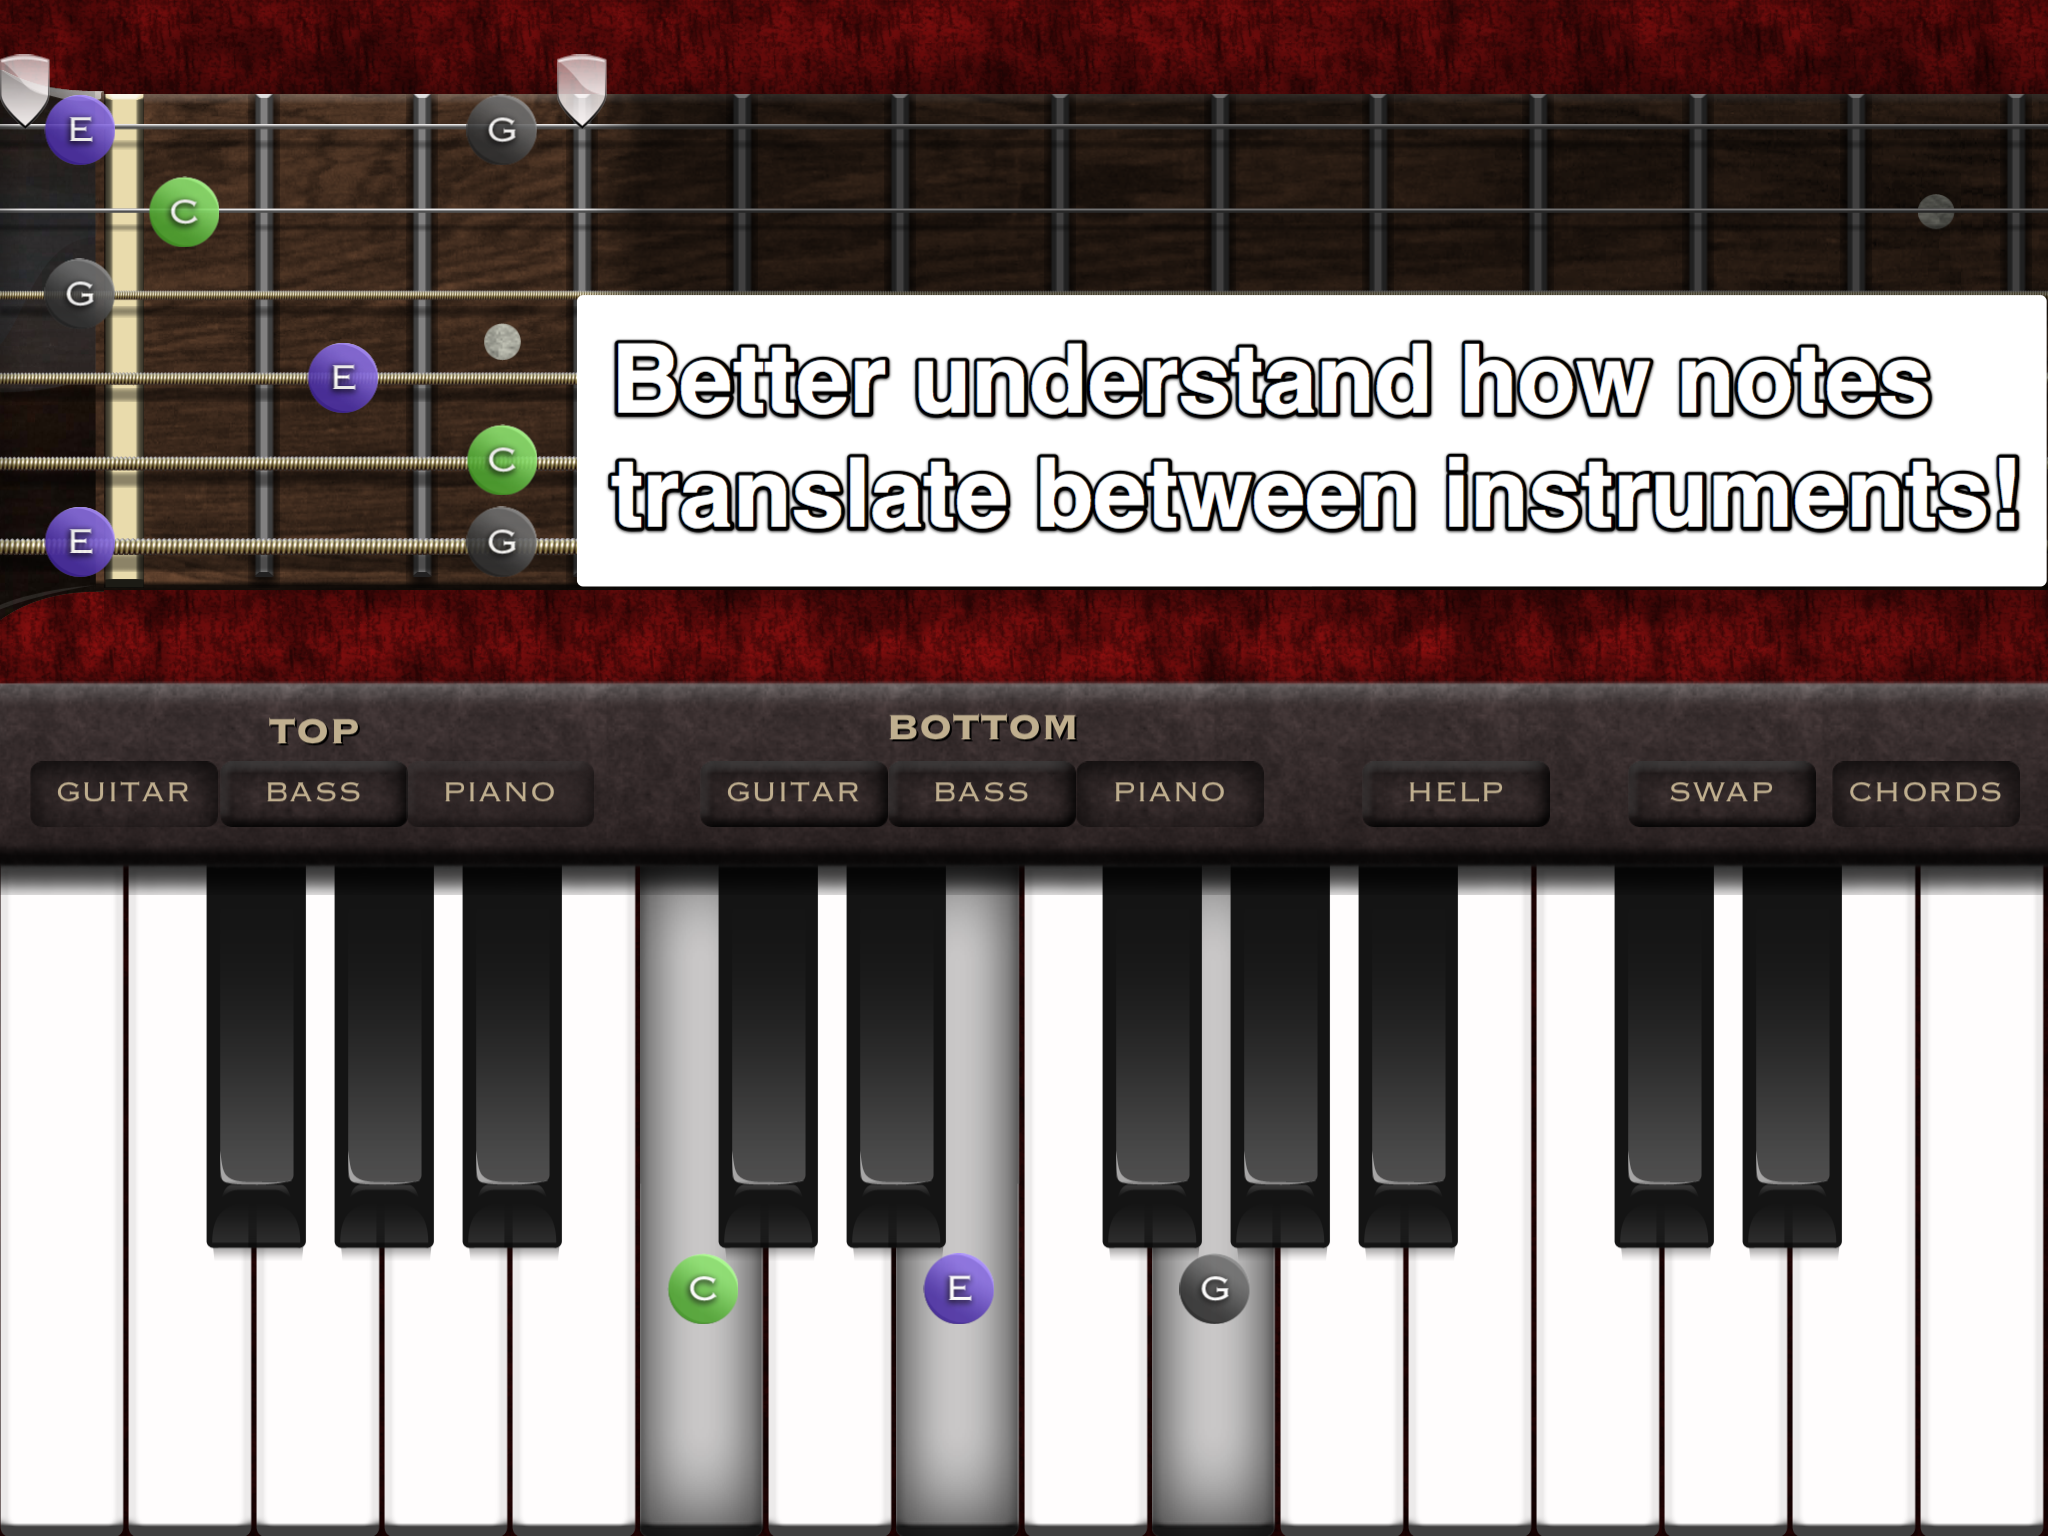 E
G
C
G
E
C
E
G
Better understand how notes
translate between instruments!
TOP
BOTTOM
GUITAR BASS PIANO GUITAR BASS PIANO HELP SWAP CHORDS
C E G